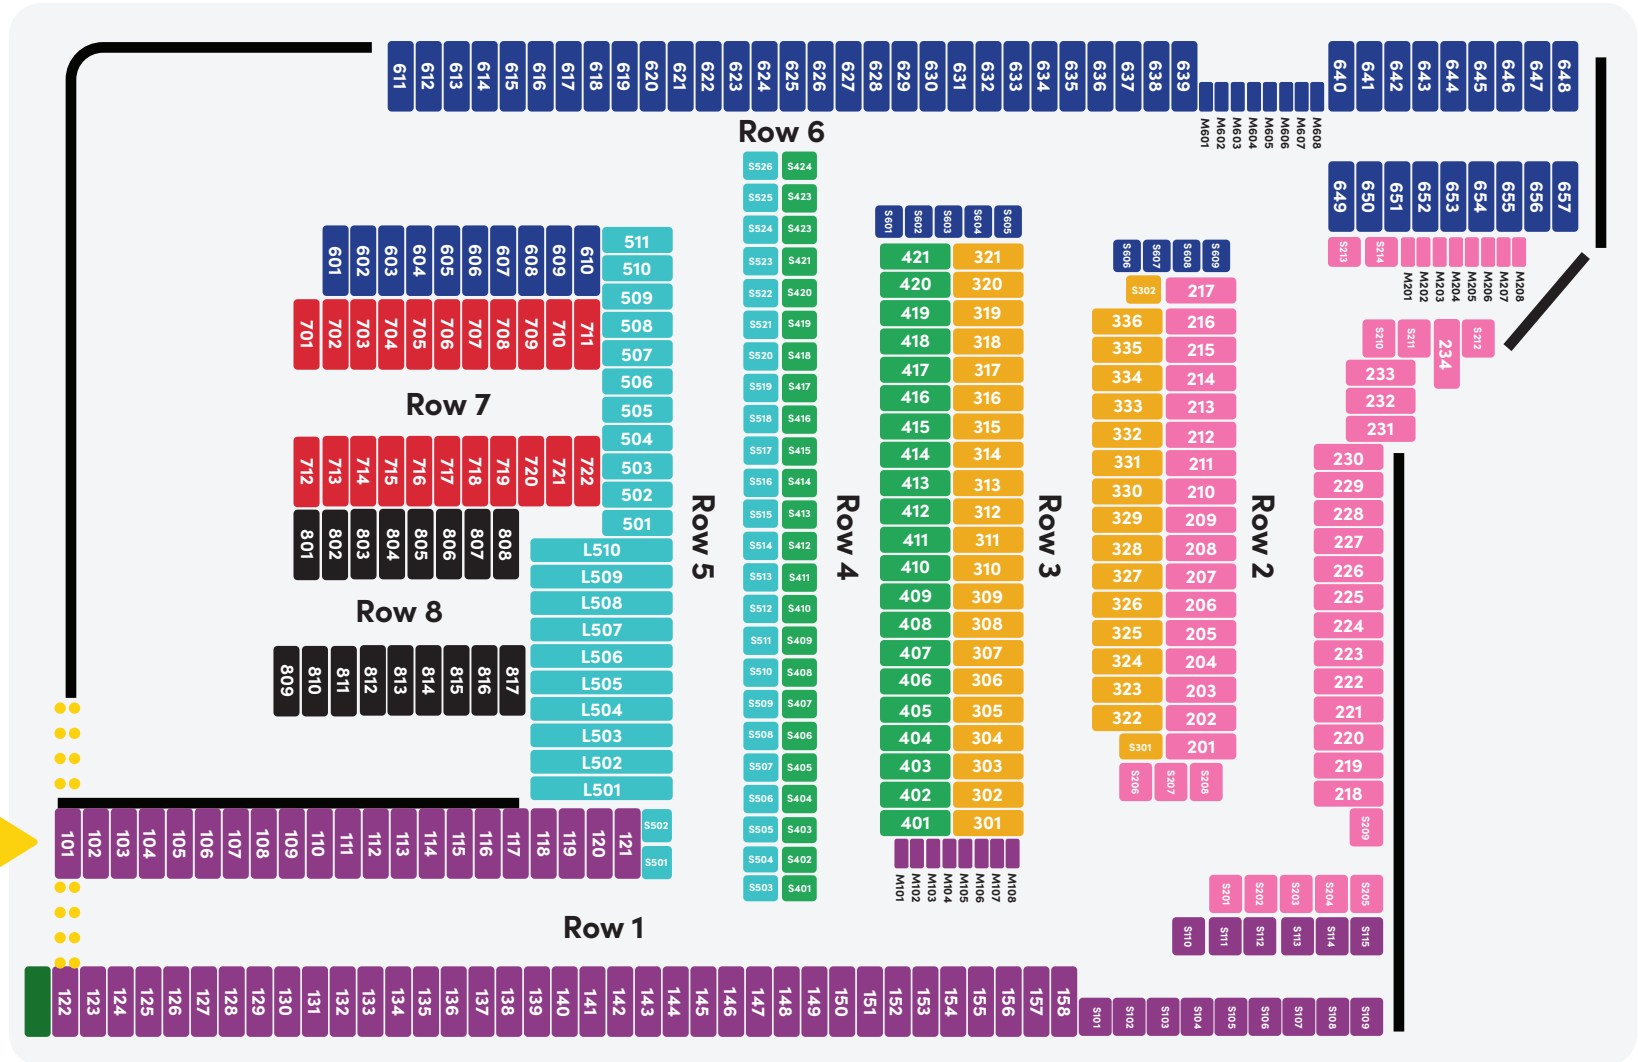 611 612 613 614 615 616 617 618 619 620 621 622 623 624 625 626 627 628 629 630 631 632 633 634 635 636 637 638 639
640 641 642 643 644 645 646 647 648
M601 M602 M603 M604 M605 M606 M607 M608
Row 6
649 650 651 652 653 654 655 656 657
S213 S214
M201 M202 M203 M204 M205 M206 M207 M208
S210 S211 234 S212
233
232
231
230
229
228
227
226
225
224
223
222
221
220
219
218
S209
601 602 603 604 605 606 607 608 609 610
701 702 703 704 705 706 707 708 709 710 711
Row 7
712 713 714 715 716 717 718 719 720 721 722
801 802 803 804 805 806 807 808
Row 8
809 810 811 812 813 814 815 816 817
511
510
509
508
507
506
505
504
503
502
501
L510
L509
L508
L507
L506
L505
L504
L503
L502
L501
Row 5
S526 S424
S525 S423
S524 S423
S523 S421
S522 S420
S521 S419
S520 S418
S519 S417
S518 S416
S517 S415
S516 S414
S515 S413
S514 S412
S513 S411
S512 S410
S511 S409
S510 S408
S509 S407
S508 S406
S507 S405
S506 S404
S505 S403
S504 S402
S503 S401
Row 4
S601 S602 S603 S604 S605
421 321
420 320
419 319
418 318
417 317
416 316
415 315
414 314
413 313
412 312
411 311
410 310
409 309
408 308
407 307
406 306
405 305
404 304
403 303
402 302
401 301
M101 M102 M103 M104 M105 M106 M107 M108
Row 3
S606 S607 S608 S609
S302 217
336 216
335 215
334 214
333 213
332 212
331 211
330 210
329 209
328 208
327 207
326 206
325 205
324 204
323 203
322 202
S301 201
S206 S207 S208
Row 2
101 102 103 104 105 106 107 108 109 110 111 112 113 114 115 116 117 118 119 120 121
S502
S501
Row 1
S201 S202 S203 S204 S205
S110 S111 S112 S113 S114 S115
122 123 124 125 126 127 128 129 130 131 132 133 134 135 136 137 138 139 140 141 142 143 144 145 146 147 148 149 150 151 152 153 154 155 156 157 158
S101 S102 S103 S104 S105 S106 S107 S108 S109